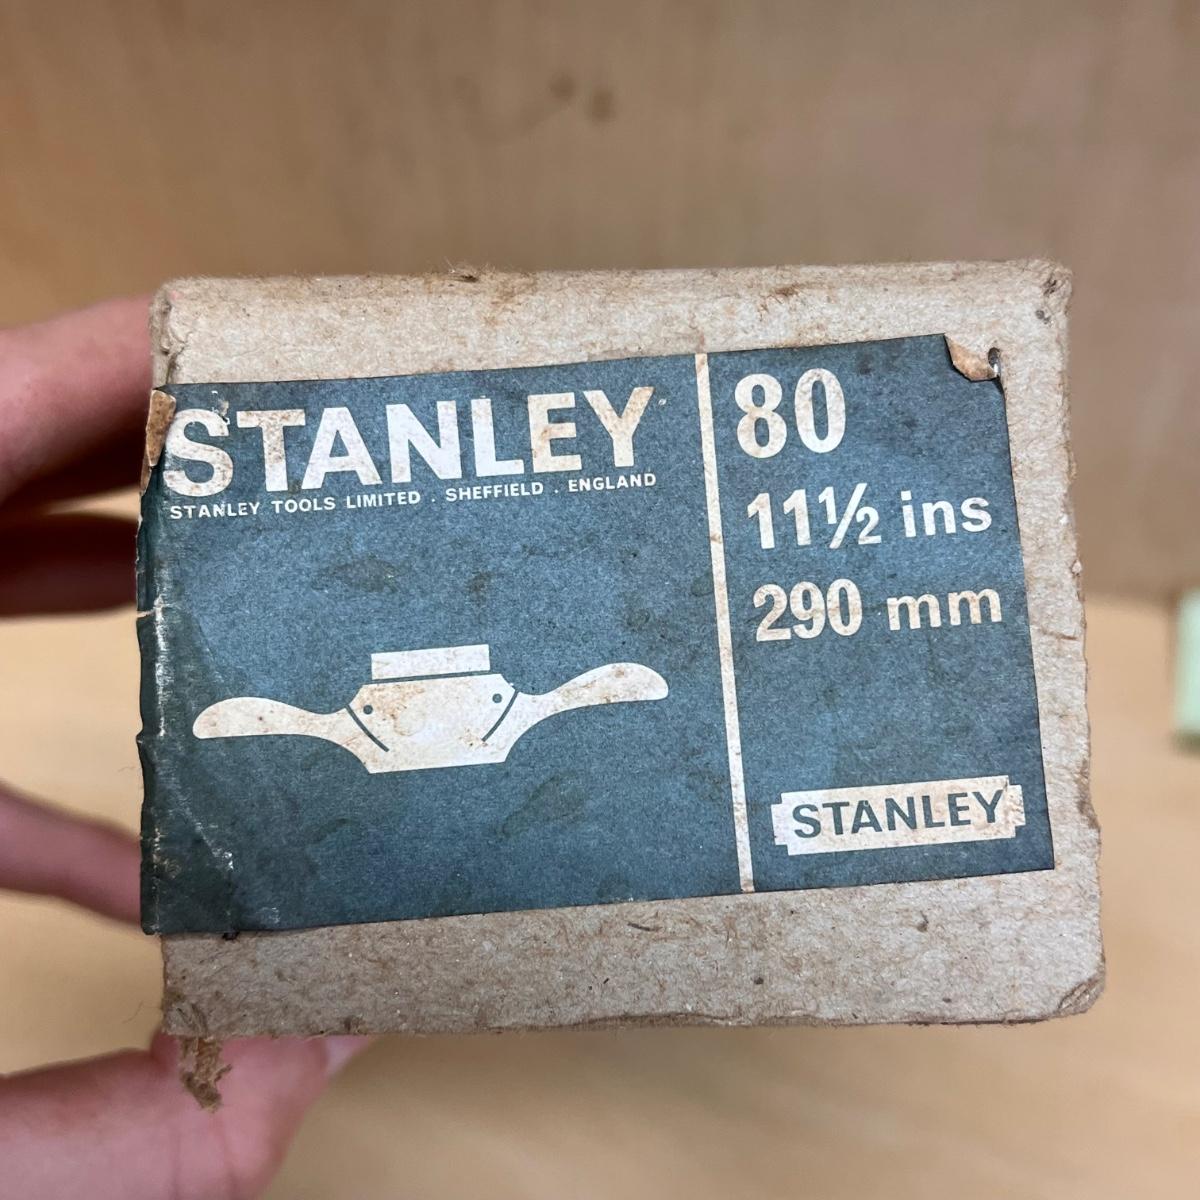 STANLEY
STANLEY TOOLS LIMITED . SHEFFIELD . ENGLAND
80
11½ ins
290 mm
STANLEY